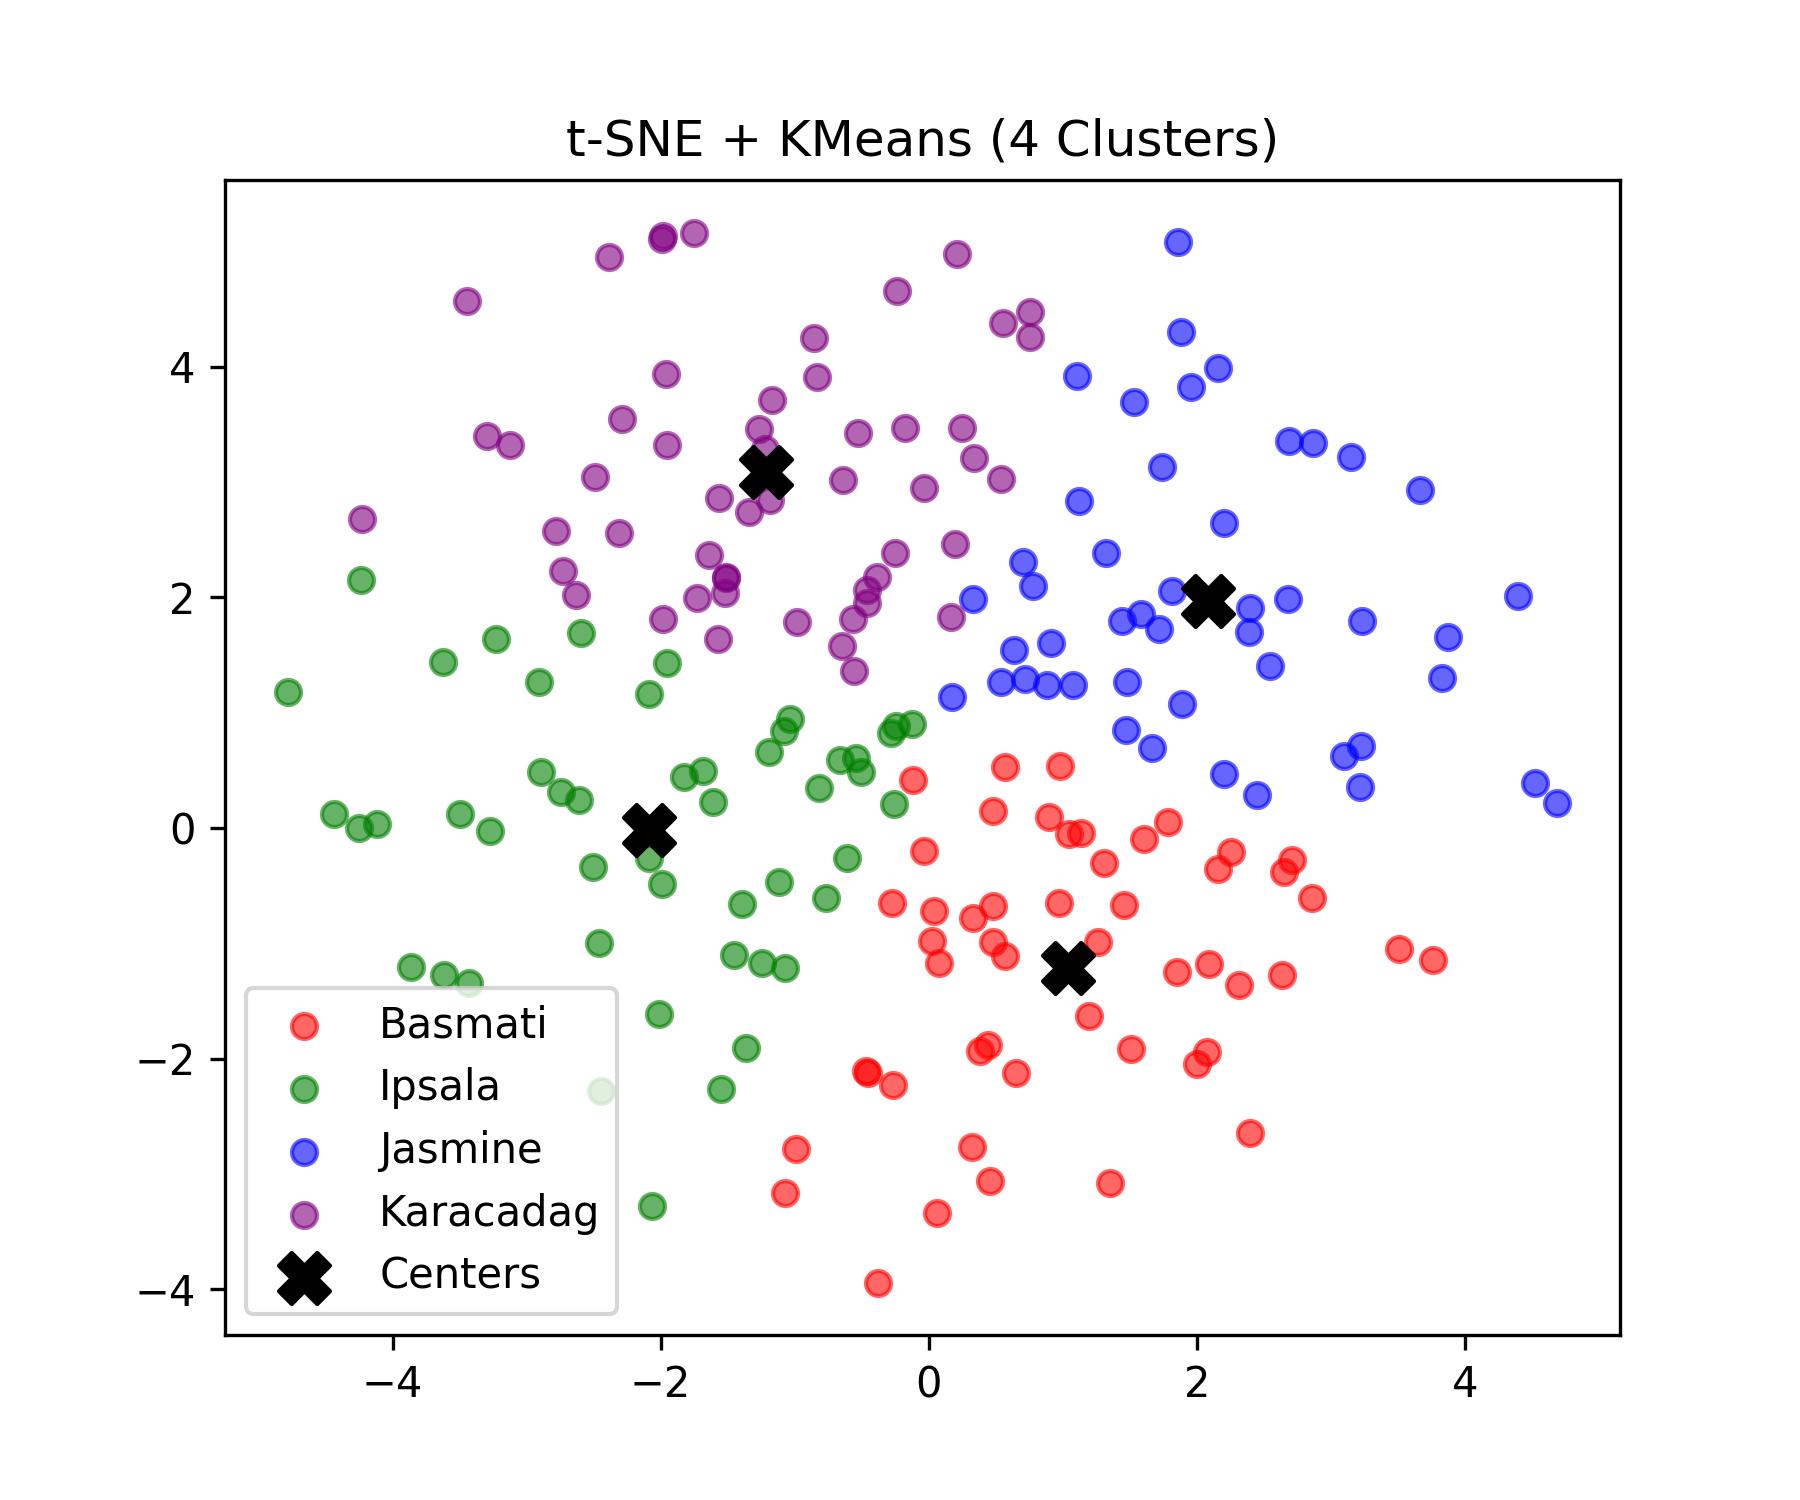 t-SNE + KMeans (4 Clusters)
4
2
0
−2
−4
Basmati
Ipsala
Jasmine
Karacadag
Centers
−4 −2 0 2 4